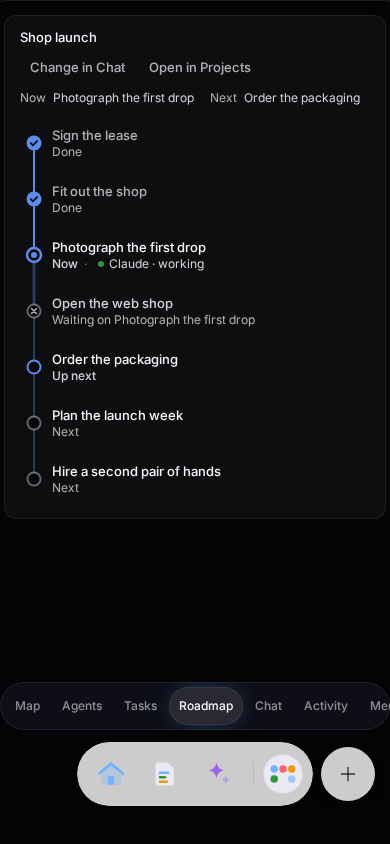 Shop launch
Change in Chat Open in Projects
Now Photograph the first drop Next Order the packaging
Sign the lease
Done
Fit out the shop
Done
Photograph the first drop
Now · Claude · working
Open the web shop
Waiting on Photograph the first drop
Order the packaging
Up next
Plan the launch week
Next
Hire a second pair of hands
Next
Map Agents Tasks Roadmap Chat Activity